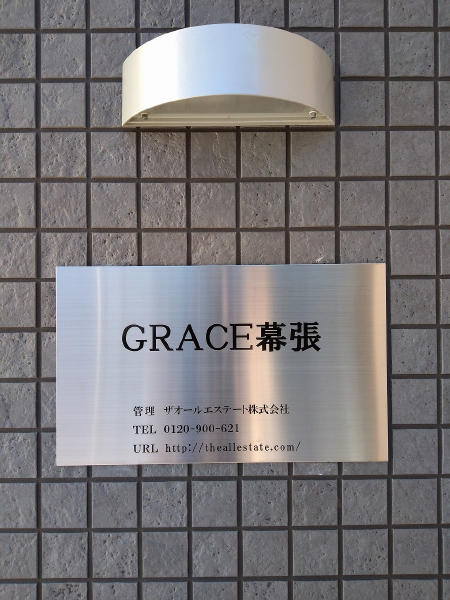 GRACE幕張
管理 ザオールエステート株式会社
TEL 0120-900-621
URL http://theallestate.com/